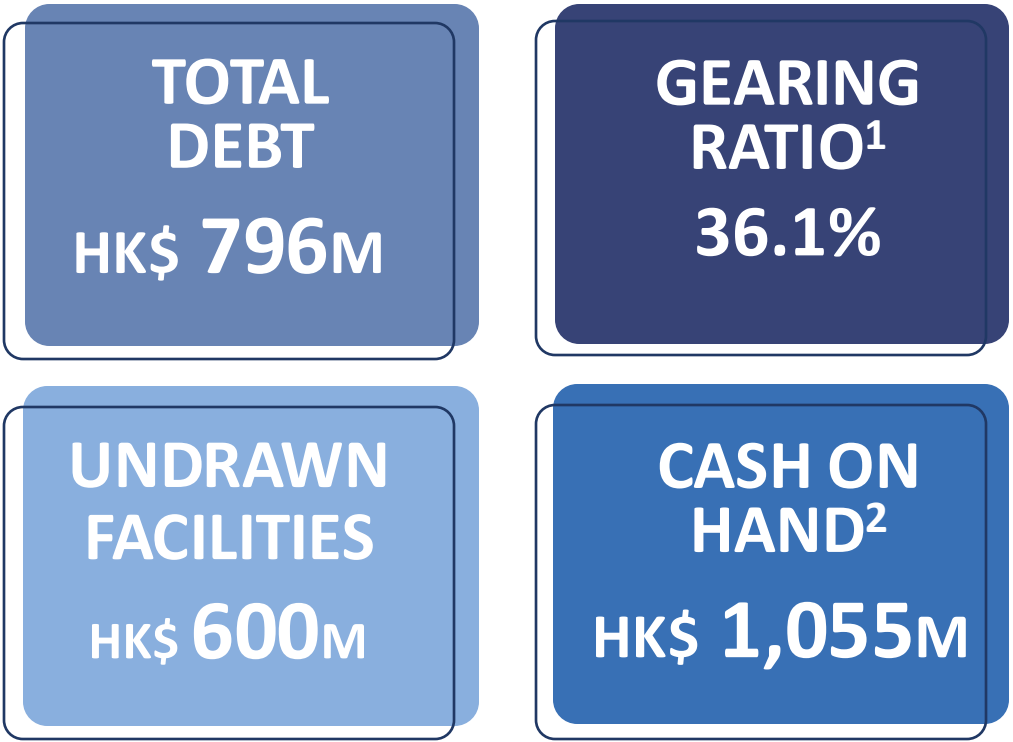 TOTAL
DEBT
HK$ 796M
GEARING
RATIO¹
36.1%
UNDRAWN
FACILITIES
HK$ 600M
CASH ON
HAND²
HK$ 1,055M